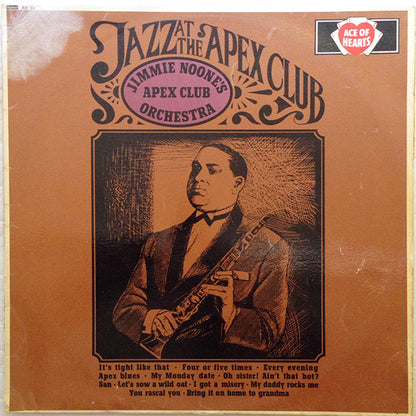 JAZZ AT THE APEX CLUB
JIMMIE NOONE'S
APEX CLUB
ORCHESTRA
ACE OF
HEARTS
It's tight like that · Four or five times · Every evening
Apex blues · My Monday date · Oh sister! Ain't that hot?
San · Let's sow a wild oat · I got a misery · My daddy rocks me
You rascal you · Bring it on home to grandma